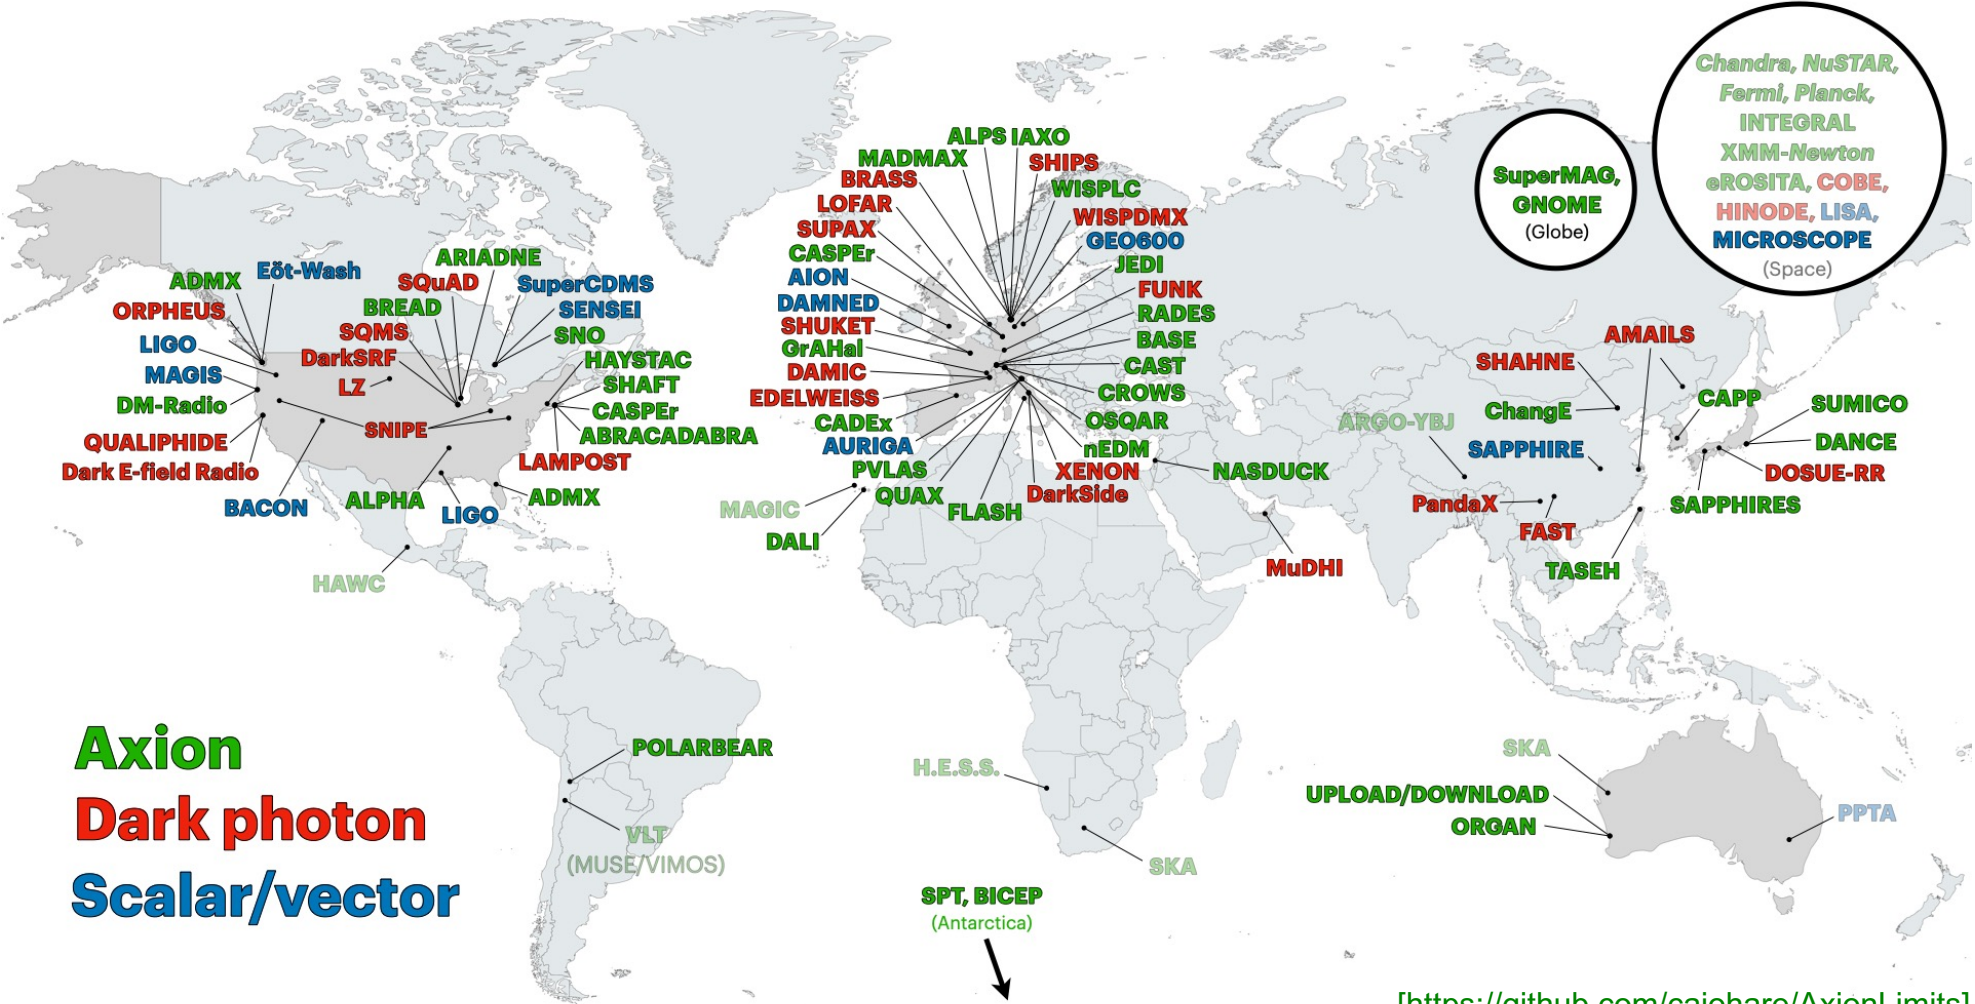 ADMX
Eöt-Wash
ORPHEUS
LIGO
MAGIS
DM-Radio
QUALIPHIDE
Dark E-field Radio
BACON
SNIPE
LZ
DarkSRF
SQMS
BREAD
SQuAD
ARIADNE
SuperCDMS
SENSEI
SNO
HAYSTAC
SHAFT
CASPEr
ABRACADABRA
LAMPOST
ADMX
ALPHA
LIGO
HAWC
ALPS IAXO
MADMAX
SHIPS
BRASS
WISPLC
LOFAR
WISPDMX
SUPAX
GEO600
CASPEr
JEDI
AION
FUNK
DAMNED
RADES
SHUKET
BASE
GrAHal
CAST
DAMIC
CROWS
EDELWEISS
OSQAR
CADEx
nEDM
AURIGA
XENON
PVLAS
DarkSide
QUAX
FLASH
NASDUCK
MAGIC
DALI
MuDHI
SuperMAG,
GNOME
(Globe)
Chandra, NuSTAR,
Fermi, Planck,
INTEGRAL
XMM-Newton
eROSITA, COBE,
HINODE, LISA,
MICROSCOPE
(Space)
AMAILS
SHAHNE
CAPP
ChangE
SUMICO
ARGO-YBJ
DANCE
SAPPHIRE
DOSUE-RR
PandaX
SAPPHIRES
FAST
TASEH
POLARBEAR
VLT
(MUSE/VIMOS)
H.E.S.S.
SKA
SPT, BICEP
(Antarctica)
SKA
UPLOAD/DOWNLOAD
ORGAN
PPTA
Axion
Dark photon
Scalar/vector
[https://github.com/cajohare/AxionLimits]